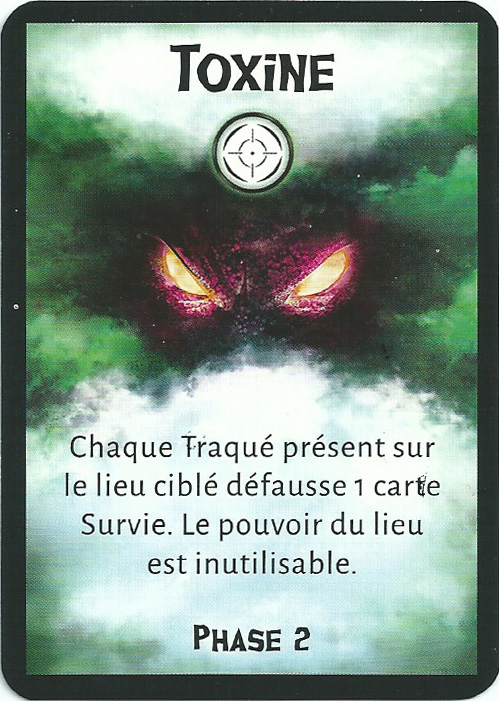 Toxine
Chaque Traqué présent sur
le lieu ciblé défausse 1 carte
Survie. Le pouvoir du lieu
est inutilisable.
Phase 2